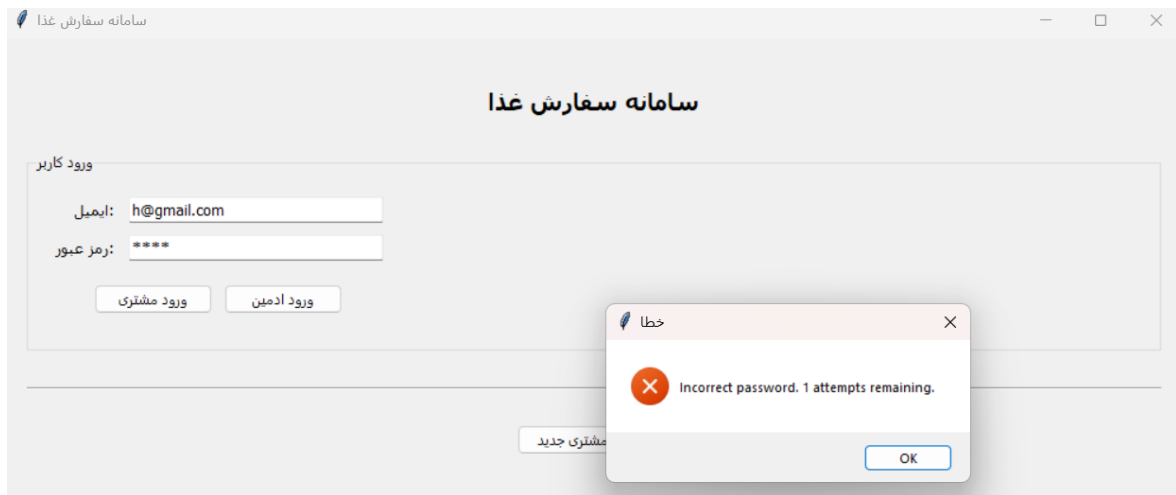 سامانه سفارش غذا
سامانه سفارش غذا
ورود کاربر
ایمیل:
h@gmail.com
رمز عبور:
****
ورود مشتری
ورود ادمین
خطا
Incorrect password. 1 attempts remaining.
OK
مشتری جدید